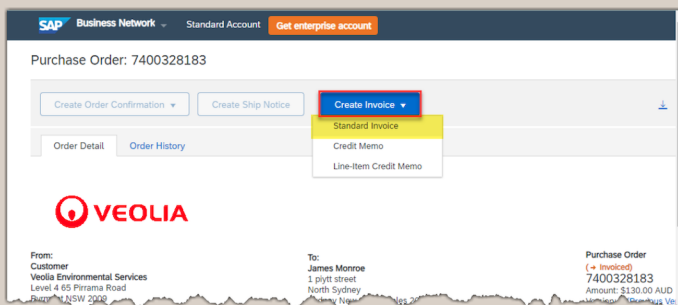 SAP Business Network Standard Account Get enterprise account
Purchase Order: 7400328183
Create Order Confirmation Create Ship Notice Create Invoice
Standard Invoice
Credit Memo
Line-Item Credit Memo
Order Detail Order History
VEOLIA
From:
Customer
Veolia Environmental Services
Level 4 65 Pirrama Road
NSW 2009
To:
James Monroe
1 piytt street
North Sydney
Purchase Order
(→ Invoiced)
7400328183
Amount: $130.00 AUD